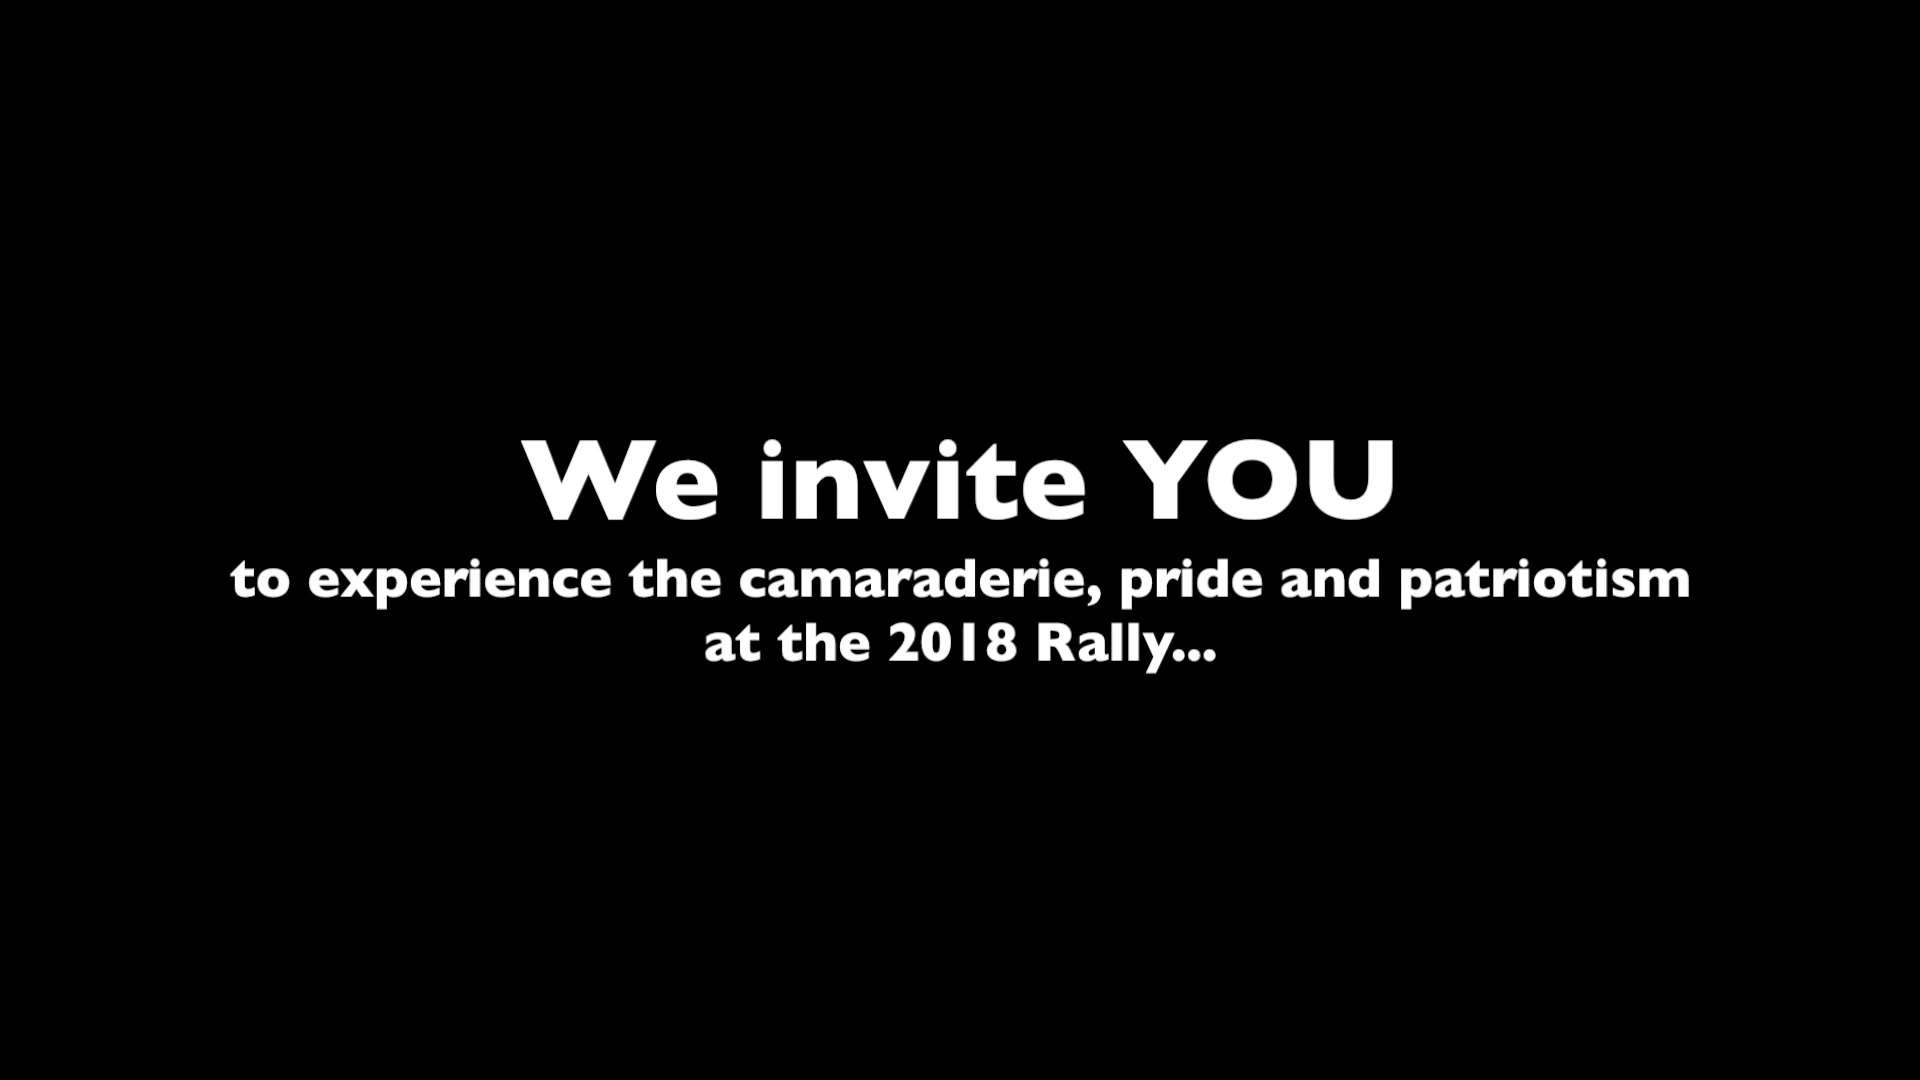 We invite YOU
to experience the camaraderie, pride and patriotism
at the 2018 Rally...